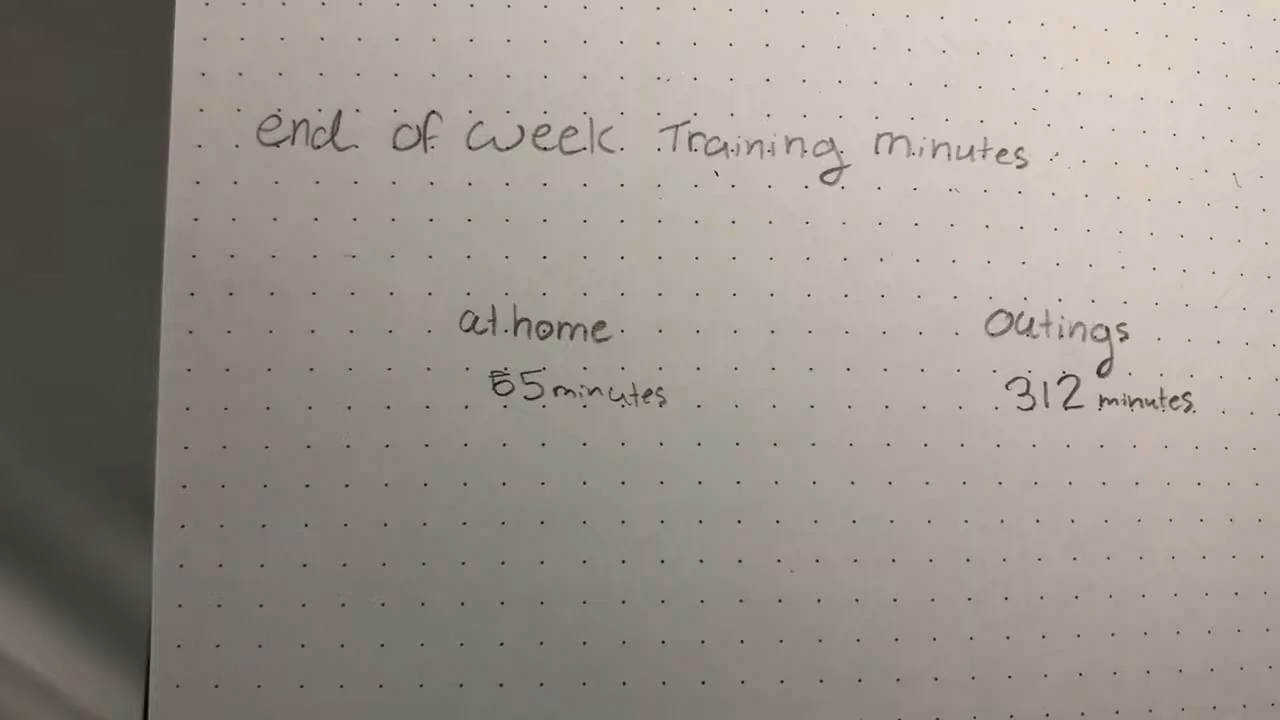 end of week Training minutes
at home outings
55 minutes 312 minutes